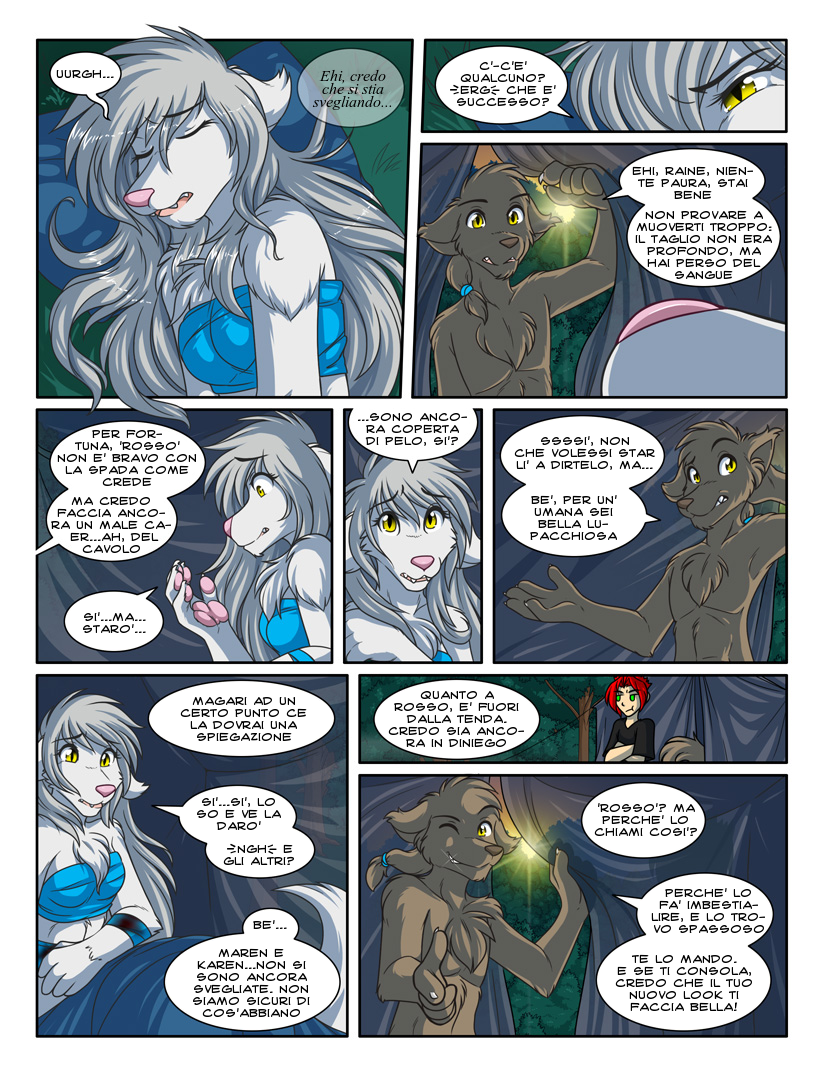 UURGH...
Ehi, credo
che si stia
svegliando...
C'-C'E'
QUALCUNO?
>ERG< CHE E'
SUCCESSO?
EHI, RAINE, NIEN-
TE PAURA, STAI
BENE
NON PROVARE A
MUOVERTI TROPPO:
IL TAGLIO NON ERA
PROFONDO, MA
HAI PERSO DEL
SANGUE
PER FOR-
TUNA, 'ROSSO'
NON E' BRAVO CON
LA SPADA COME
CREDE
MA CREDO
FACCIA ANCO-
RA UN MALE CA-
ER...AH, DEL
CAVOLO
SI'...MA...
STARO'...
...SONO ANCO-
RA COPERTA
DI PELO, SI'?
SSSSI', NON
CHE VOLESSI STAR
LI' A DIRTELO, MA...
BE', PER UN'
UMANA SEI
BELLA LU-
PACCHIOSA
MAGARI AD UN
CERTO PUNTO CE
LA DOVRAI UNA
SPIEGAZIONE
SI'...SI', LO
SO E VE LA
DARO'
>NGH< E
GLI ALTRI?
BE'...
MAREN E
KAREN...NON SI
SONO ANCORA
SVEGLIATE. NON
SIAMO SICURI DI
COS'ABBIANO
QUANTO A
ROSSO, E' FUORI
DALLA TENDA.
CREDO SIA ANCO-
RA IN DINIEGO
'ROSSO'? MA
PERCHE' LO
CHIAMI COSI'?
PERCHE' LO
FA' IMBESTIA-
LIRE, E LO TRO-
VO SPASSOSO
TE LO MANDO.
E SE TI CONSOLA,
CREDO CHE IL TUO
NUOVO LOOK TI
FACCIA BELLA!